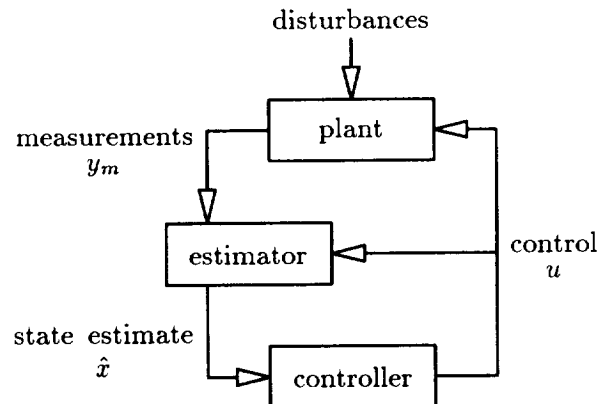 disturbances
plant
measurements
y_m
estimator
control
u
state estimate
x̂
controller